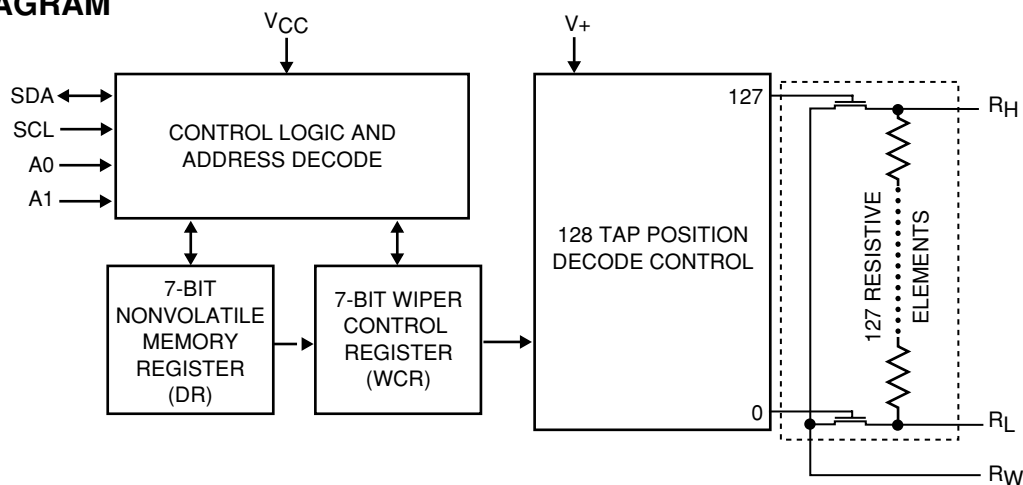 AGRAM
VCC
V+
SDA
SCL
A0
A1
CONTROL LOGIC AND
ADDRESS DECODE
7-BIT
NONVOLATILE
MEMORY
REGISTER
(DR)
7-BIT WIPER
CONTROL
REGISTER
(WCR)
128 TAP POSITION
DECODE CONTROL
127
0
127 RESISTIVE
ELEMENTS
RH
RL
RW